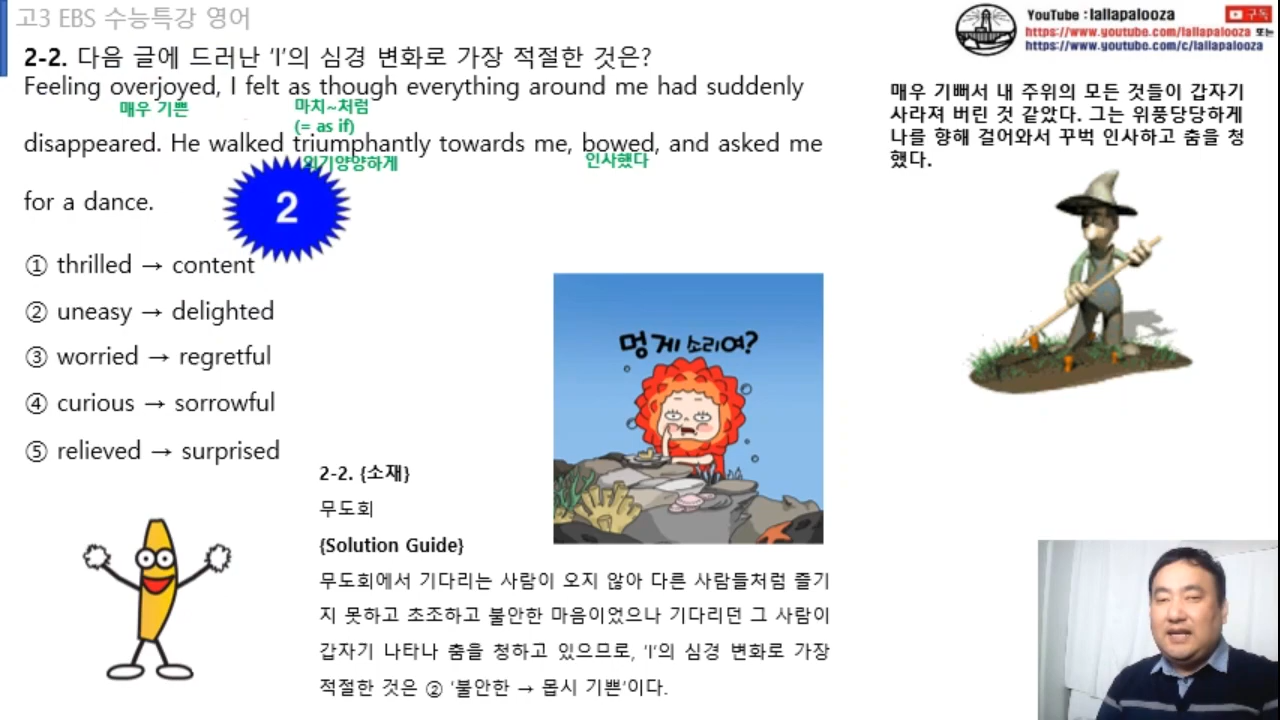 고3 EBS 수능특강 영어
YouTube : lallapalooza
구독
https://www.youtube.com/lallapalooza 또는
https://www.youtube.com/c/lallapalooza
2-2. 다음 글에 드러난 ‘I’의 심경 변화로 가장 적절한 것은?
Feeling overjoyed, I felt as though everything around me had suddenly
매우 기쁜 마치~처럼
(= as if)
disappeared. He walked triumphantly towards me, bowed, and asked me
의기양양하게 인사했다
for a dance.
2
① thrilled → content
② uneasy → delighted
③ worried → regretful
④ curious → sorrowful
⑤ relieved → surprised
매우 기뻐서 내 주위의 모든 것들이 갑자기
사라져 버린 것 같았다. 그는 위풍당당하게
나를 향해 걸어와서 꾸벅 인사하고 춤을 청
했다.
멍게 소리여?
2-2. {소재}
무도회
{Solution Guide}
무도회에서 기다리는 사람이 오지 않아 다른 사람들처럼 즐기
지 못하고 초조하고 불안한 마음이었으나 기다리던 그 사람이
갑자기 나타나 춤을 청하고 있으므로, ‘I’의 심경 변화로 가장
적절한 것은 ② ‘불안한 → 몹시 기쁜’이다.